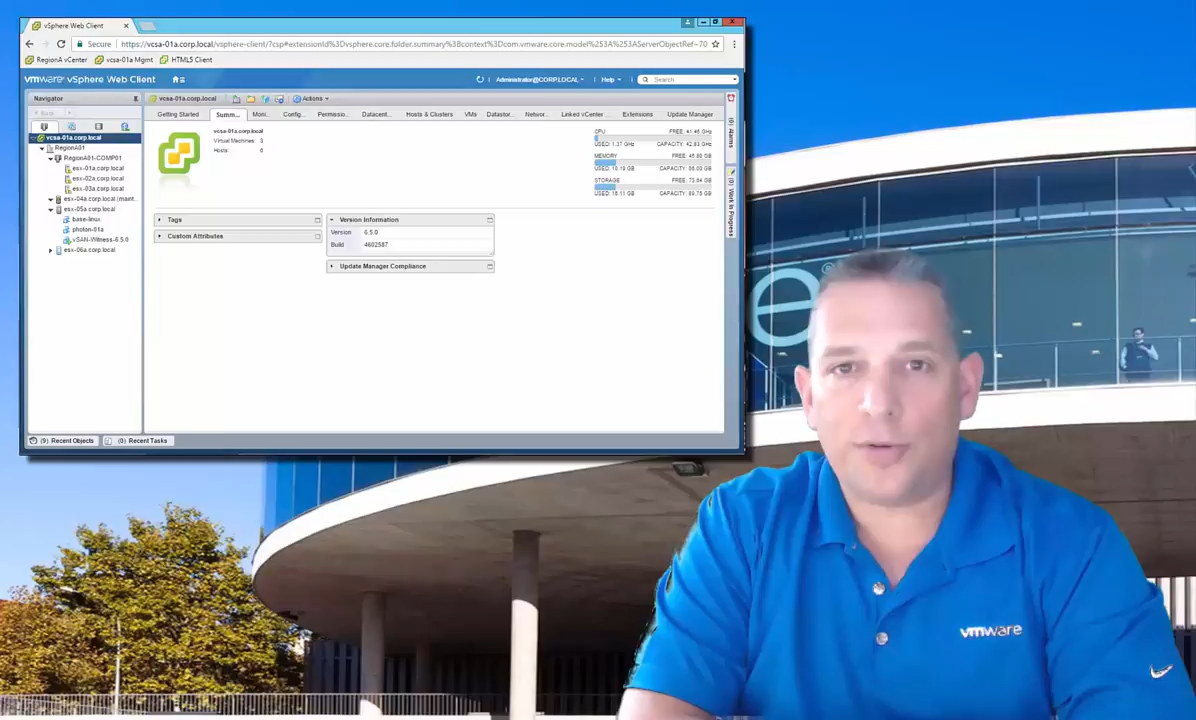 vSphere Web Client
Secure https://vcsa-01a.corp.local/vsphere-client/?csp#extensionId%3Dvsphere.core.folder.summary%38context%3Dcom.vmware.core.model%253A%253AServerObjectRef~70
RegionA vCenter vcsa-01a Mgmt HTML5 Client
vmware vSphere Web Client Administrator@CORP.LOCAL Help Search
Navigator vcsa-01a.corp.local Actions
Back
Getting Started Summ... Moni... Config... Permissio... Datacent... Hosts & Clusters VMs Datastor... Networ... Linked vCenter ... Extensions Update Manager
vcsa-01a.corp.local
RegionA01
RegionA01-COMP01
esx-01a.corp.local
esx-02a.corp.local
esx-03a.corp.local
esx-04a.corp.local (maint...
esx-05a.corp.local
base-linux
photon-01a
vSAN-Witness-6.5.0
esx-06a.corp.local
vcsa-01a.corp.local
Virtual Machines: 3
Hosts: 6
CPU FREE: 41.46 GHz
USED: 1.37 GHz CAPACITY: 42.83 GHz
MEMORY FREE: 45.80 GB
USED: 10.19 GB CAPACITY: 56.00 GB
STORAGE FREE: 73.64 GB
USED: 16.11 GB CAPACITY: 89.75 GB
Tags
Custom Attributes
Version Information
Version 6.5.0
Build 4602587
Update Manager Compliance
(0) Alarms
(0) Work In Progress
(9) Recent Objects (0) Recent Tasks
e®
vmware